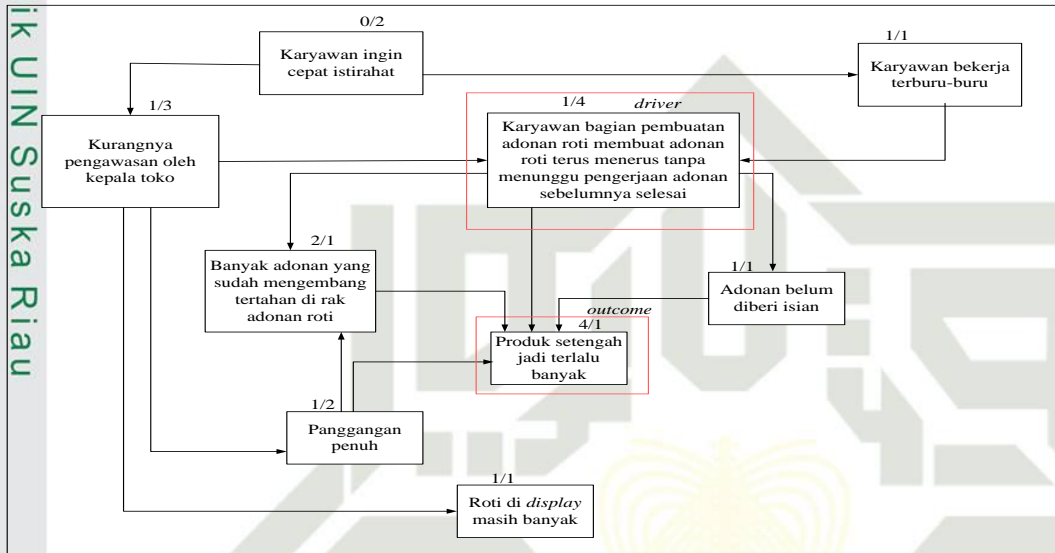 ik UIN Suska Riau
0/2
Karyawan ingin
cepat istirahat
1/1
Karyawan bekerja
terburu-buru
1/3
Kurangnya
pengawasan oleh
kepala toko
1/4
driver
Karyawan bagian pembuatan
adonan roti membuat adonan
roti terus menerus tanpa
menunggu pengerjaan adonan
sebelumnya selesai
2/1
Banyak adonan yang
sudah mengembang
tertahan di rak
adonan roti
1/1
Adonan belum
diberi isian
outcome
4/1
Produk setengah
jadi terlalu
banyak
1/2
Panggangan
penuh
1/1
Roti di display
masih banyak